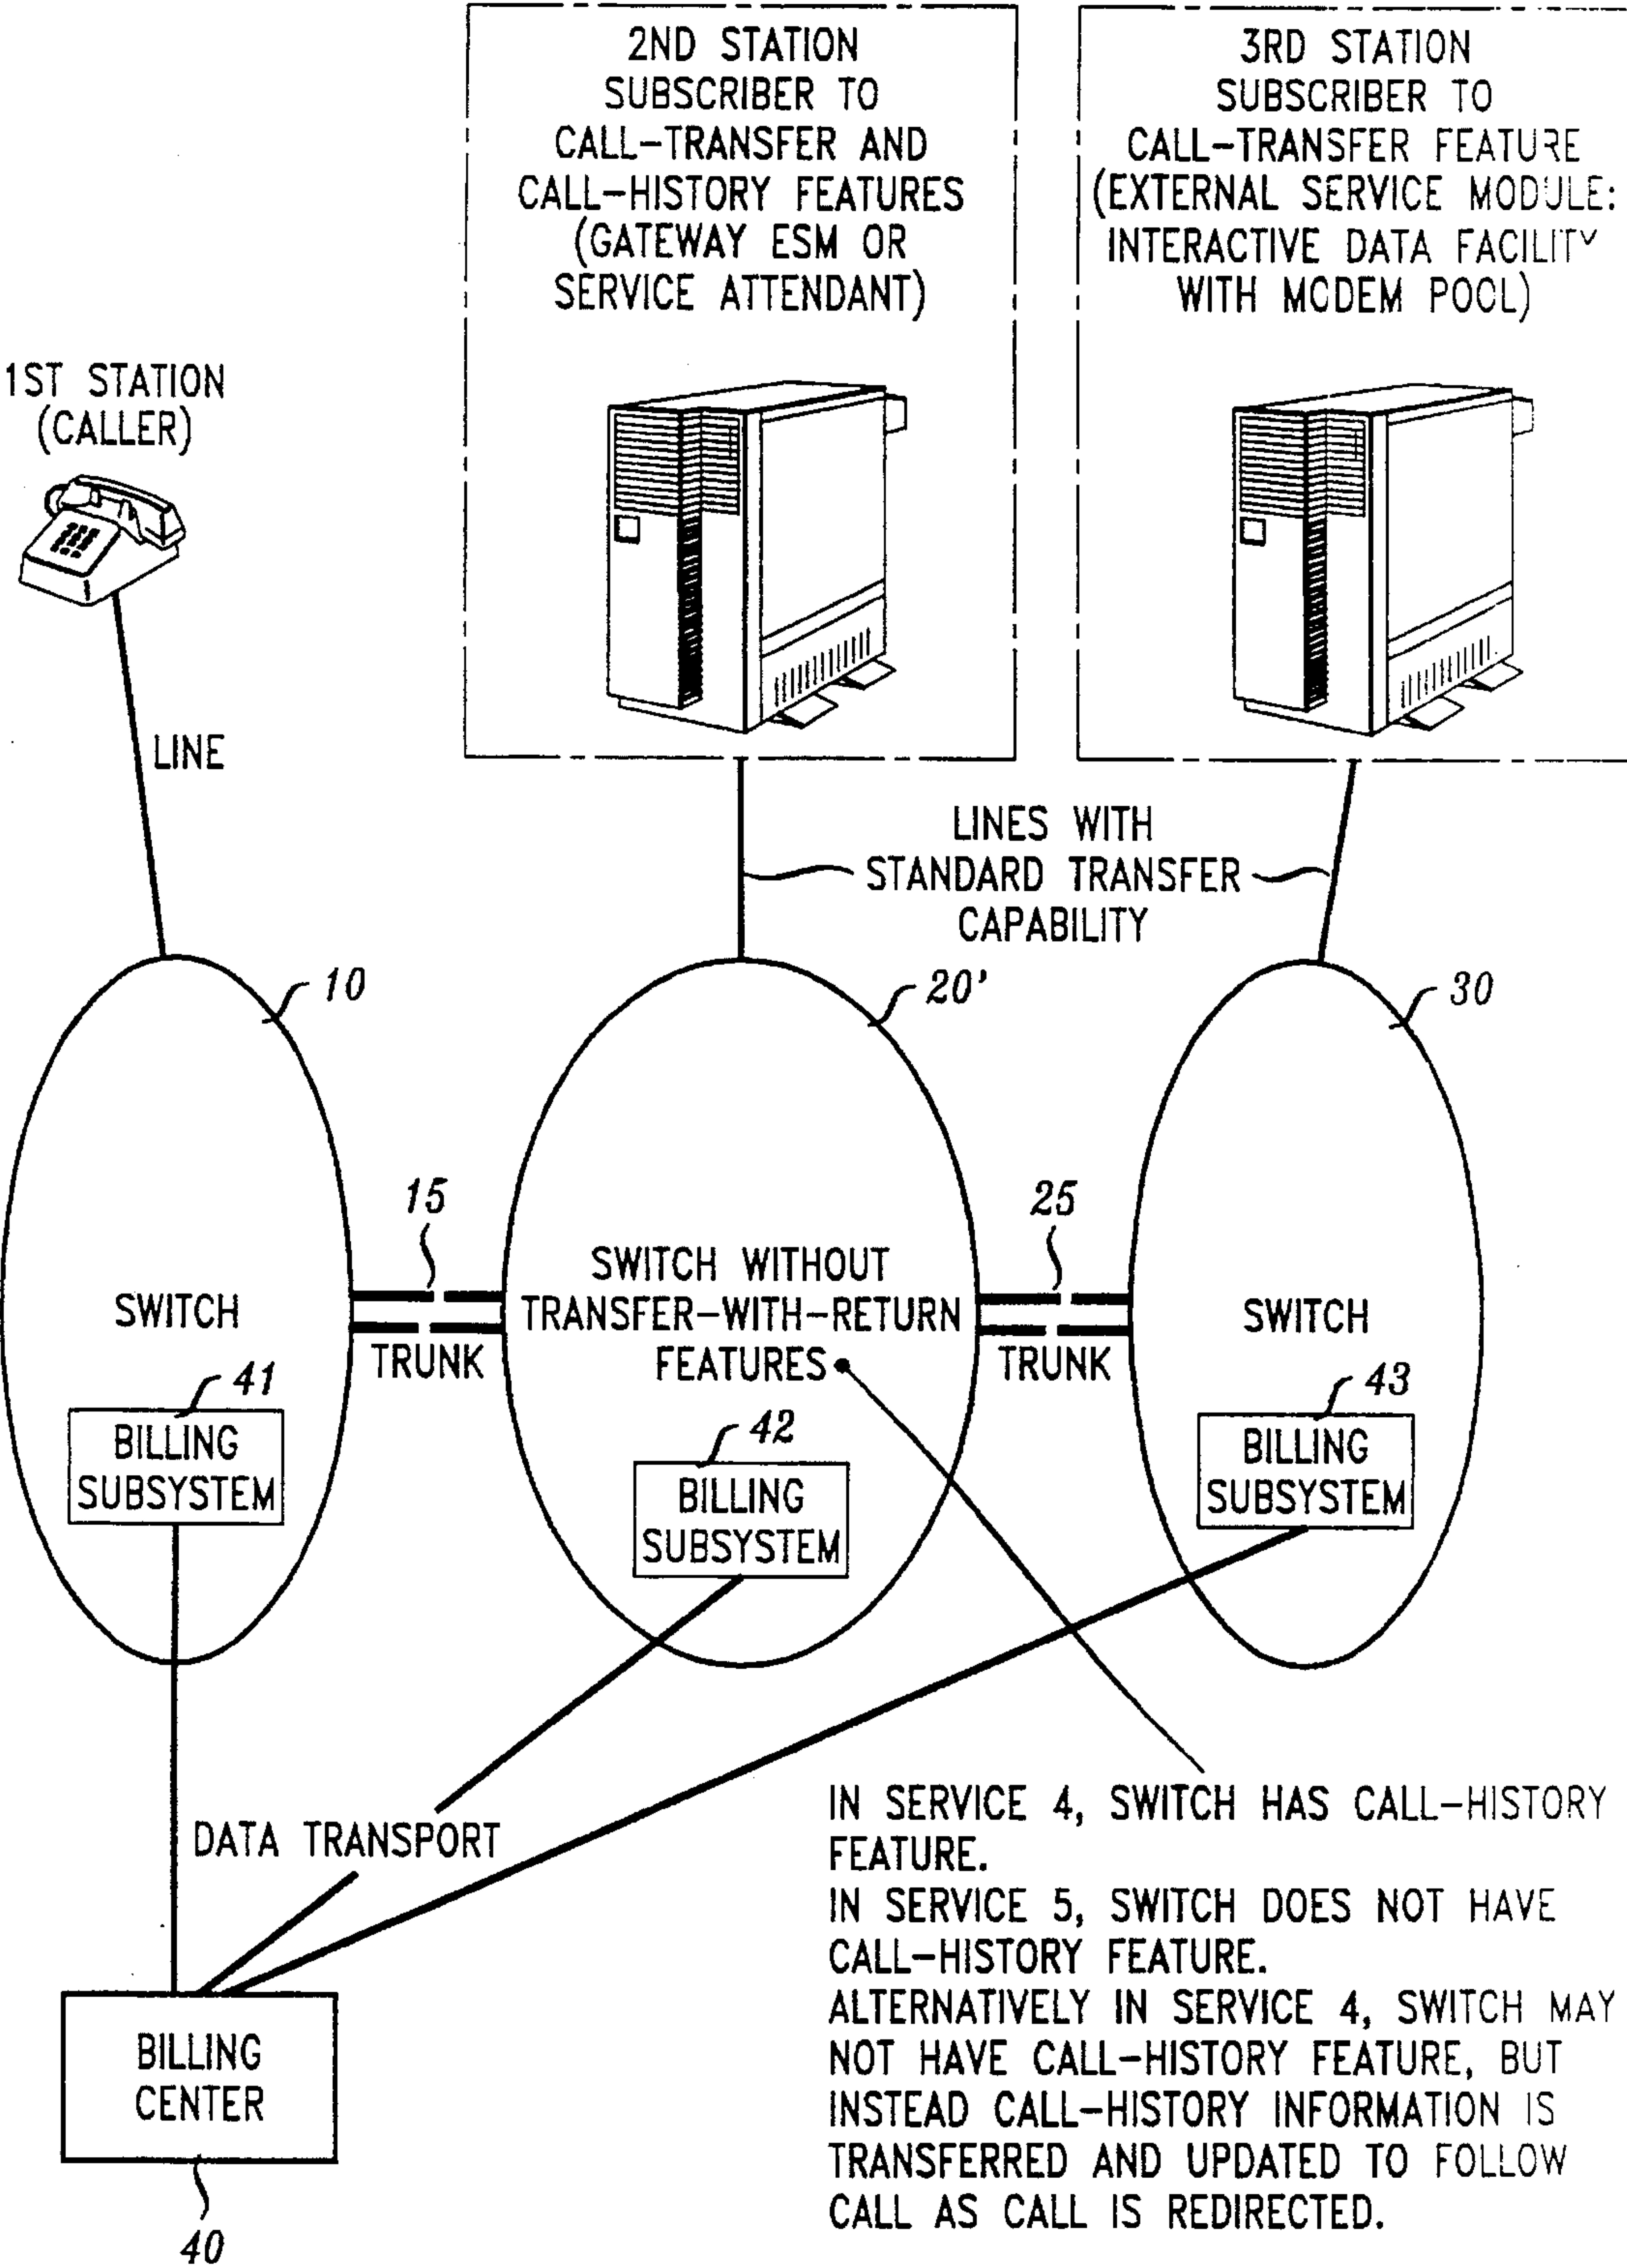 2ND STATION
SUBSCRIBER TO
CALL-TRANSFER AND
CALL-HISTORY FEATURES
(GATEWAY ESM OR
SERVICE ATTENDANT)
3RD STATION
SUBSCRIBER TO
CALL-TRANSFER FEATURE
(EXTERNAL SERVICE MODULE:
INTERACTIVE DATA FACILITY
WITH MODEM POOL)
1ST STATION
(CALLER)
LINE
LINES WITH
STANDARD TRANSFER
CAPABILITY
10
20'
30
15
25
SWITCH
TRUNK
SWITCH WITHOUT
TRANSFER-WITH-RETURN
FEATURES
TRUNK
SWITCH
41
BILLING
SUBSYSTEM
42
BILLING
SUBSYSTEM
43
BILLING
SUBSYSTEM
DATA TRANSPORT
IN SERVICE 4, SWITCH HAS CALL-HISTORY
FEATURE.
IN SERVICE 5, SWITCH DOES NOT HAVE
CALL-HISTORY FEATURE.
ALTERNATIVELY IN SERVICE 4, SWITCH MAY
NOT HAVE CALL-HISTORY FEATURE, BUT
INSTEAD CALL-HISTORY INFORMATION IS
TRANSFERRED AND UPDATED TO FOLLOW
CALL AS CALL IS REDIRECTED.
BILLING
CENTER
40